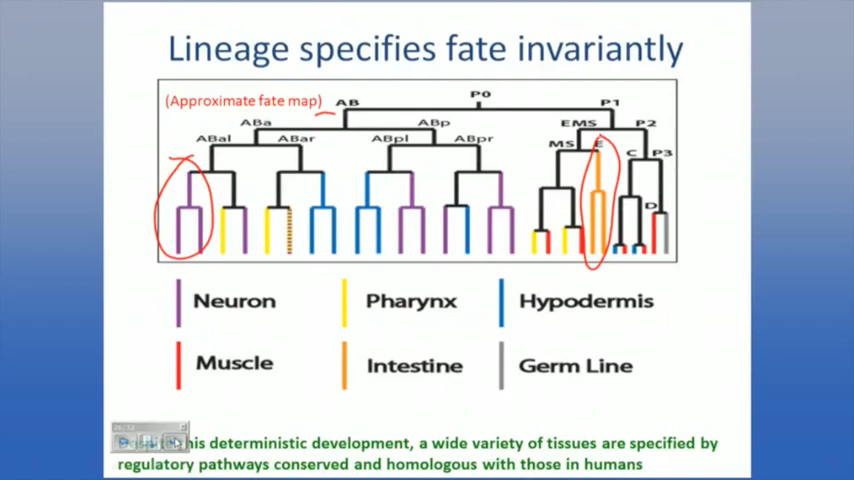 Lineage specifies fate invariantly
(Approximate fate map)
AB
P0
P1
ABa
ABp
EMS
P2
ABal
ABar
ABpl
ABpr
MS
E
C
P3
D
Neuron
Pharynx
Hypodermis
Muscle
Intestine
Germ Line
his deterministic development, a wide variety of tissues are specified by
regulatory pathways conserved and homologous with those in humans